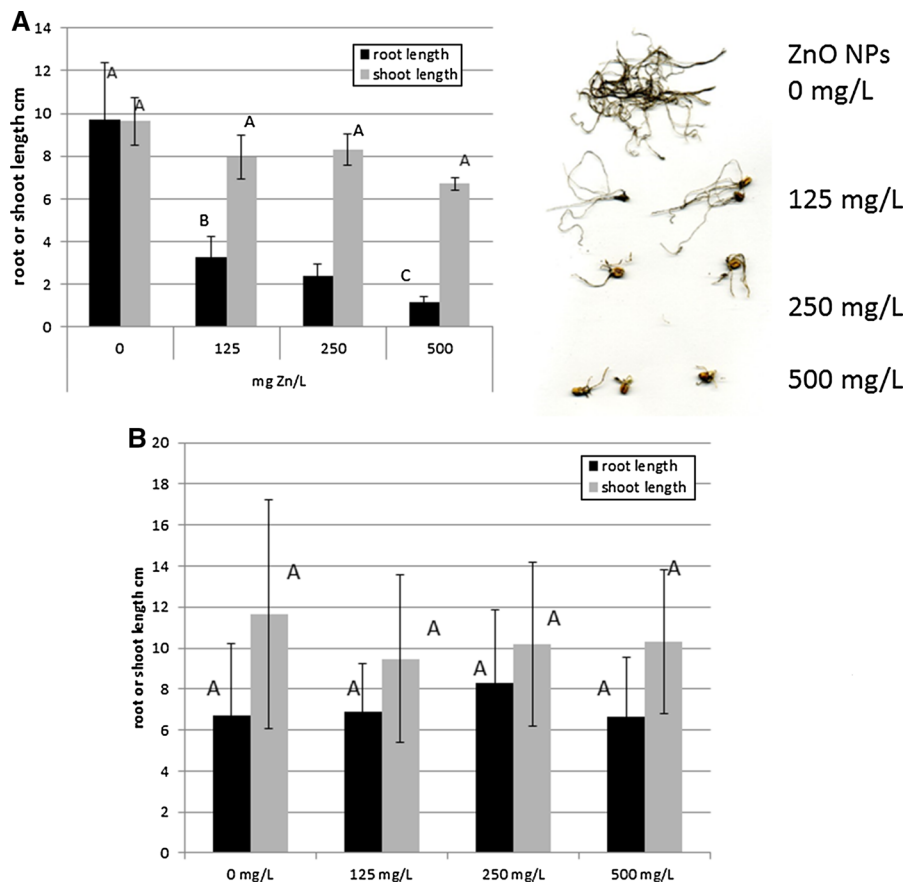 A
14
12
10
8
6
4
2
0
root or shoot length cm
root length
shoot length
A
A
B
A
A
C
A
0
125
250
500
mg Zn/L
ZnO NPs
0 mg/L
125 mg/L
250 mg/L
500 mg/L
B
20
18
16
14
12
10
8
6
4
2
0
root or shoot length cm
root length
shoot length
A
A
A
A
A
A
A
A
0 mg/L
125 mg/L
250 mg/L
500 mg/L